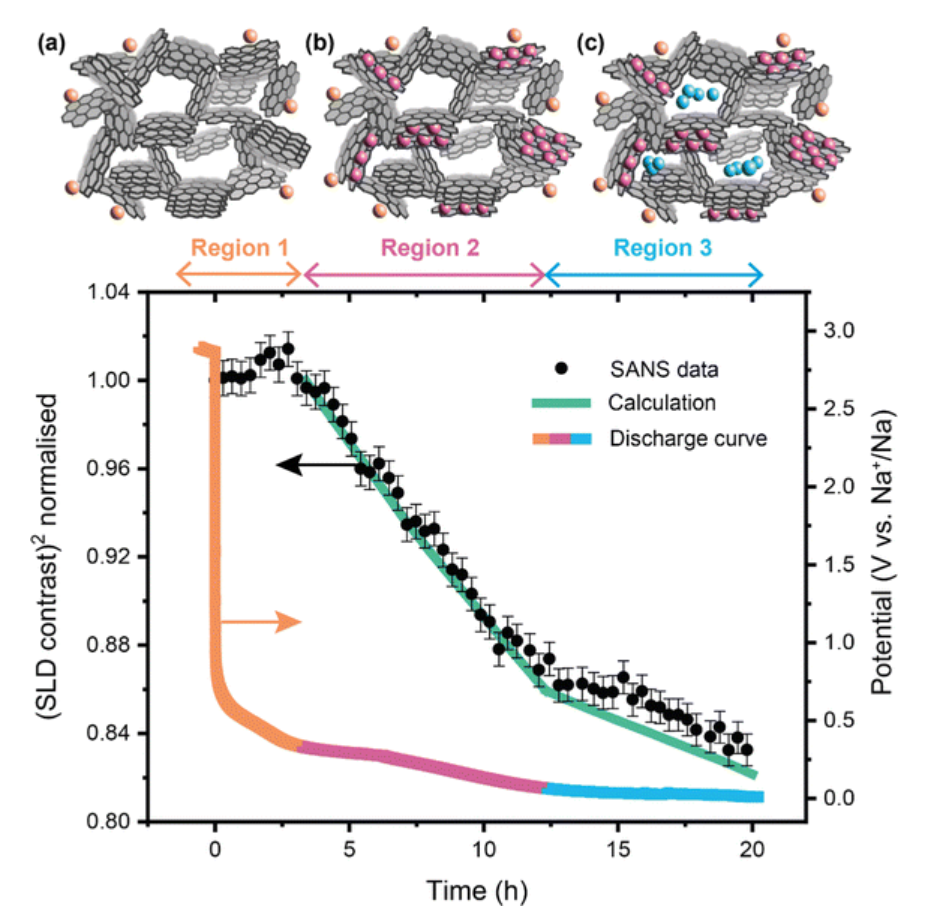 (a) (b) (c)
Region 1 Region 2 Region 3
1.04
1.00
0.96
0.92
0.88
0.84
0.80
(SLD contrast)² normalised
3.0
2.5
2.0
1.5
1.0
0.5
0.0
Potential (V vs. Na⁺/Na)
SANS data
Calculation
Discharge curve
0 5 10 15 20
Time (h)